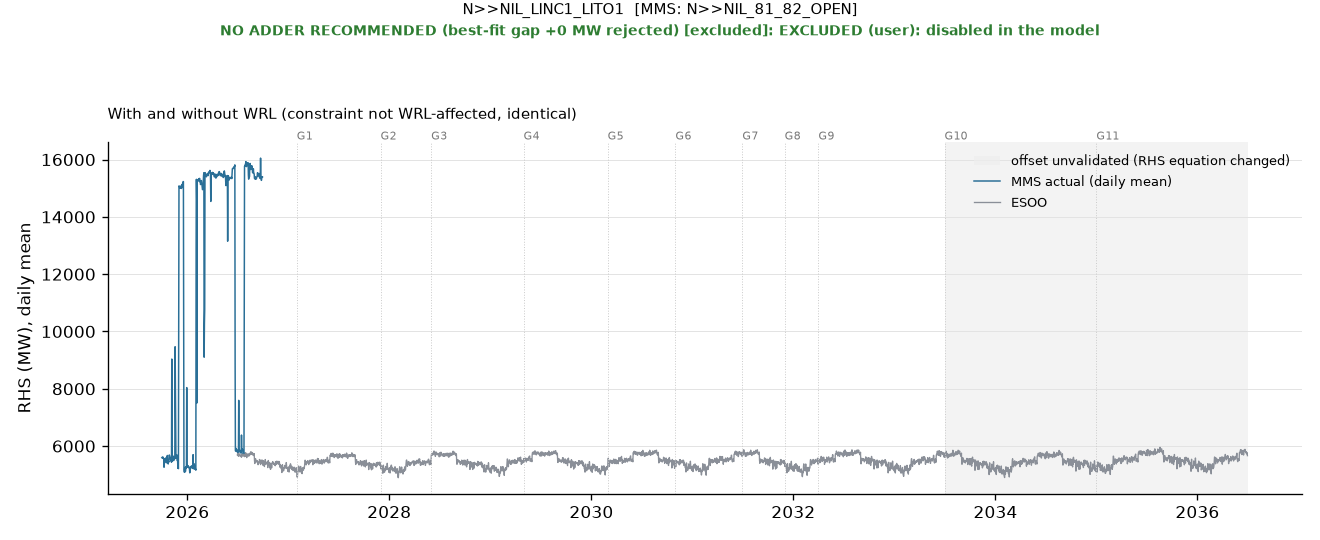 N>>NIL_LINC1_LITO1 [MMS: N>>NIL_81_82_OPEN]
NO ADDER RECOMMENDED (best-fit gap +0 MW rejected) [excluded]: EXCLUDED (user): disabled in the model
With and without WRL (constraint not WRL-affected, identical)
G1 G2 G3 G4 G5 G6 G7 G8 G9 G10 G11
offset unvalidated (RHS equation changed)
MMS actual (daily mean)
ESOO
RHS (MW), daily mean
16000
14000
12000
10000
8000
6000
2026 2028 2030 2032 2034 2036